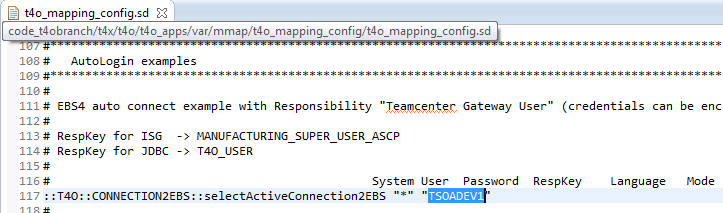 t4o_mapping_config.sd
code_t4obranch/t4x/t4o/t4o_apps/var/mmap/t4o_mapping_config/t4o_mapping_config.sd
107 #************************************************************************************************
108 #   AutoLogin examples
109 #************************************************************************************************
110 #
111 # EBS4 auto connect example with Responsibility "Teamcenter Gateway User" (credentials can be enc
112 #
113 # RespKey for ISG  -> MANUFACTURING_SUPER_USER_ASCP
114 # RespKey for JDBC -> T4O_USER
115 #
116 #                                              System User  Password  RespKey    Language   Mode
117 ::T4O::CONNECTION2EBS::selectActiveConnection2EBS "*" "TSOADEV1"
118 #